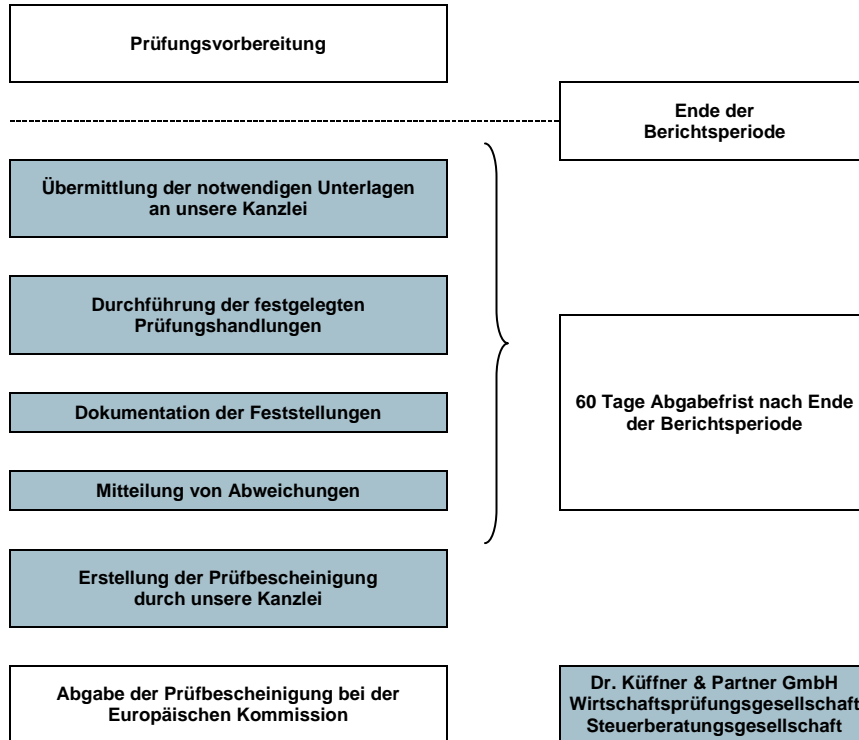 Prüfungsvorbereitung
Ende der
Berichtsperiode
Übermittlung der notwendigen Unterlagen
an unsere Kanzlei
Durchführung der festgelegten
Prüfungshandlungen
Dokumentation der Feststellungen
60 Tage Abgabefrist nach Ende
der Berichtsperiode
Mitteilung von Abweichungen
Erstellung der Prüfbescheinigung
durch unsere Kanzlei
Abgabe der Prüfbescheinigung bei der
Europäischen Kommission
Dr. Küffner & Partner GmbH
Wirtschaftsprüfungsgesellschaft
Steuerberatungsgesellschaft